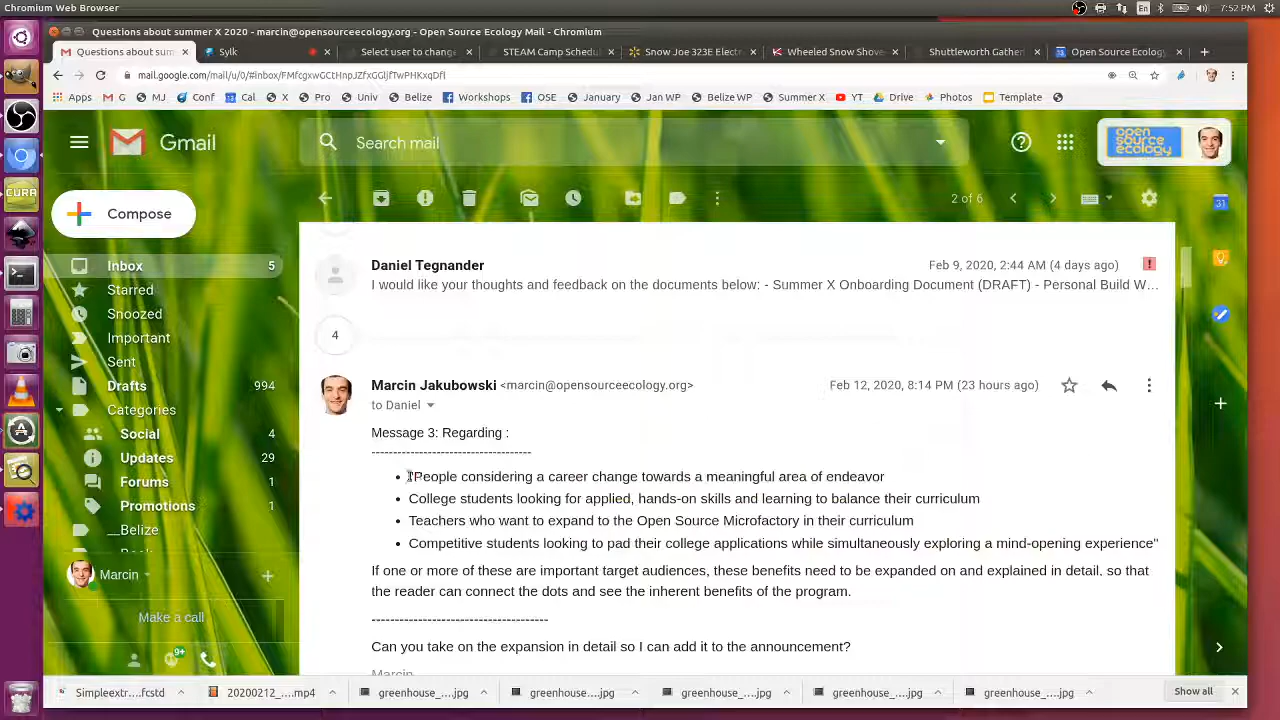 Chromium Web Browser
En
7:52 PM
Questions about summer X 2020 - marcin@opensourceecology.org - Open Source Ecology Mail - Chromium
Questions about sum
Sylk
Select user to change
STEAM Camp Schedul
Snow Joe 323E Electr
Wheeled Snow Shove
Shuttleworth Gatheri
Open Source Ecology
mail.google.com/mail/u/0/#inbox/FMfcgxwGCtHnpJZfxGGljfTwPHKxqDfl
Apps
M G
MJ
Conf
Cal
X
Pro
Univ
Belize
Workshops
OSE
January
Jan WP
Belize WP
Summer X
YT
Drive
Photos
Template
Gmail
Search mail
open source ecology
Compose
2 of 6
31
Inbox 5
Starred
Snoozed
Important
Sent
Drafts 994
Categories
Social 4
Updates 29
Forums 1
Promotions 1
__Belize
Marcin
Make a call
9+
CURA
Daniel Tegnander
Feb 9, 2020, 2:44 AM (4 days ago)
I would like your thoughts and feedback on the documents below: - Summer X Onboarding Document (DRAFT) - Personal Build W...
4
Marcin Jakubowski <marcin@opensourceecology.org>
Feb 12, 2020, 8:14 PM (23 hours ago)
to Daniel
Message 3: Regarding :
-----------------------------------
• "People considering a career change towards a meaningful area of endeavor
• College students looking for applied, hands-on skills and learning to balance their curriculum
• Teachers who want to expand to the Open Source Microfactory in their curriculum
• Competitive students looking to pad their college applications while simultaneously exploring a mind-opening experience"
If one or more of these are important target audiences, these benefits need to be expanded on and explained in detail, so that
the reader can connect the dots and see the inherent benefits of the program.
--------------------------------------
Can you take on the expansion in detail so I can add it to the announcement?
Marcin
Simpleextr....fcstd
20200212_....mp4
greenhouse_....jpg
greenhouse_....jpg
greenhouse_....jpg
greenhouse_....jpg
greenhouse_....jpg
Show all